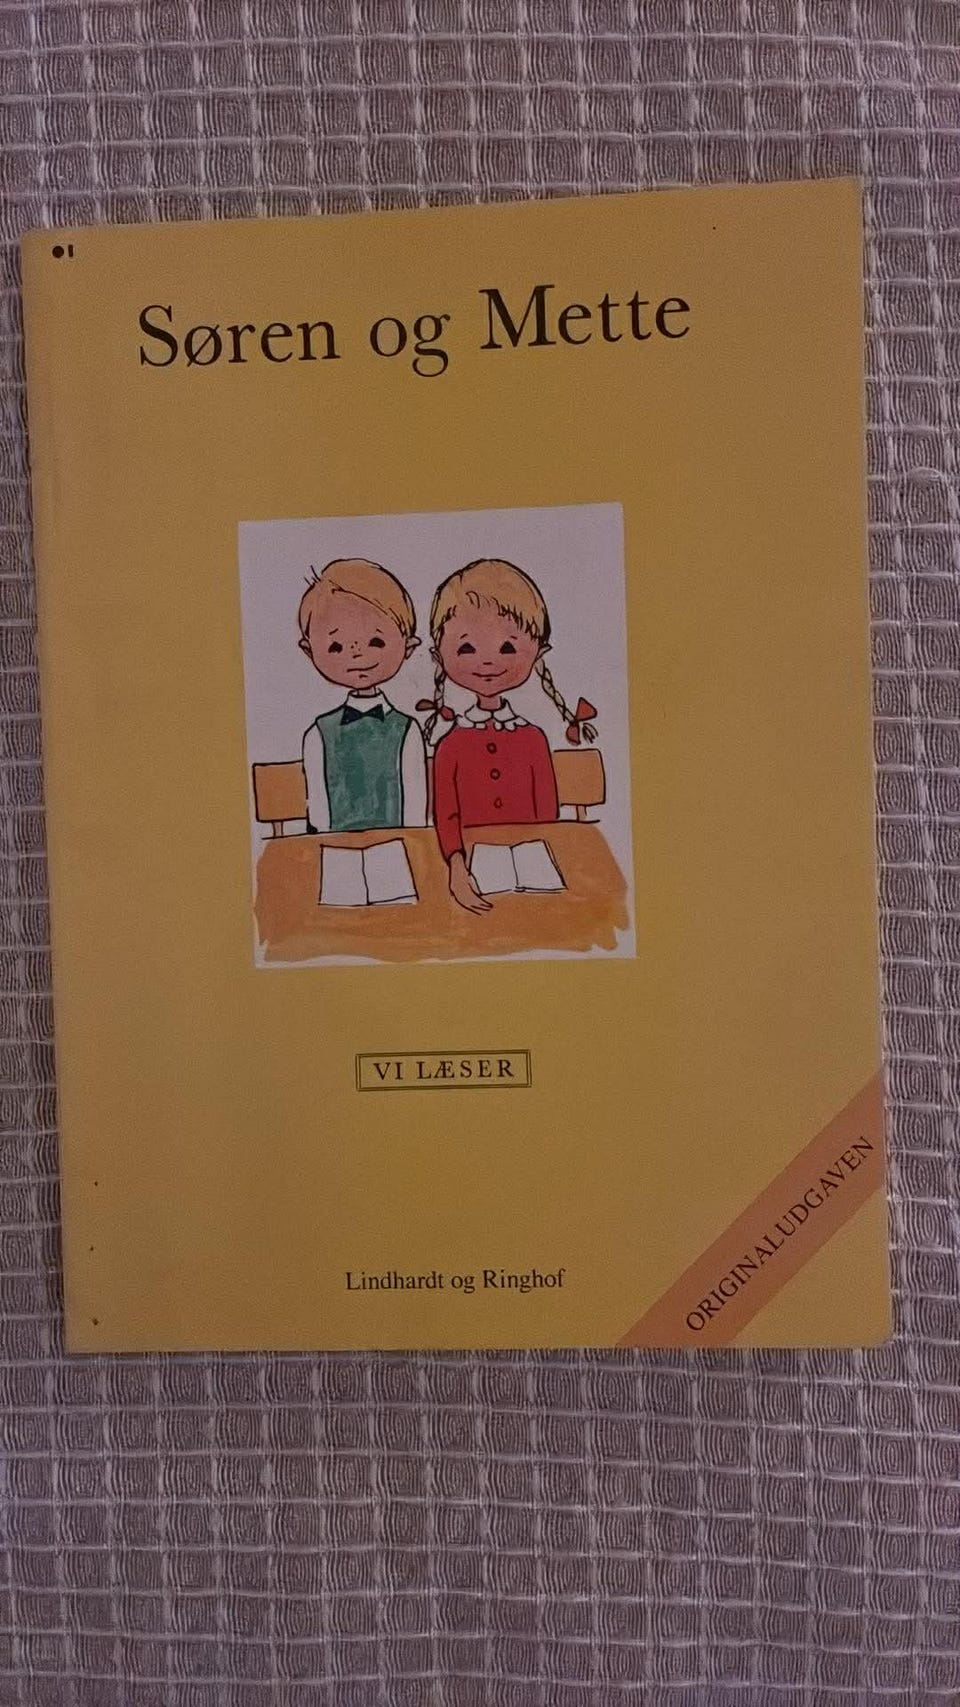 Søren og Mette
VI LÆSER
Lindhardt og Ringhof
ORIGINALUDGAVEN